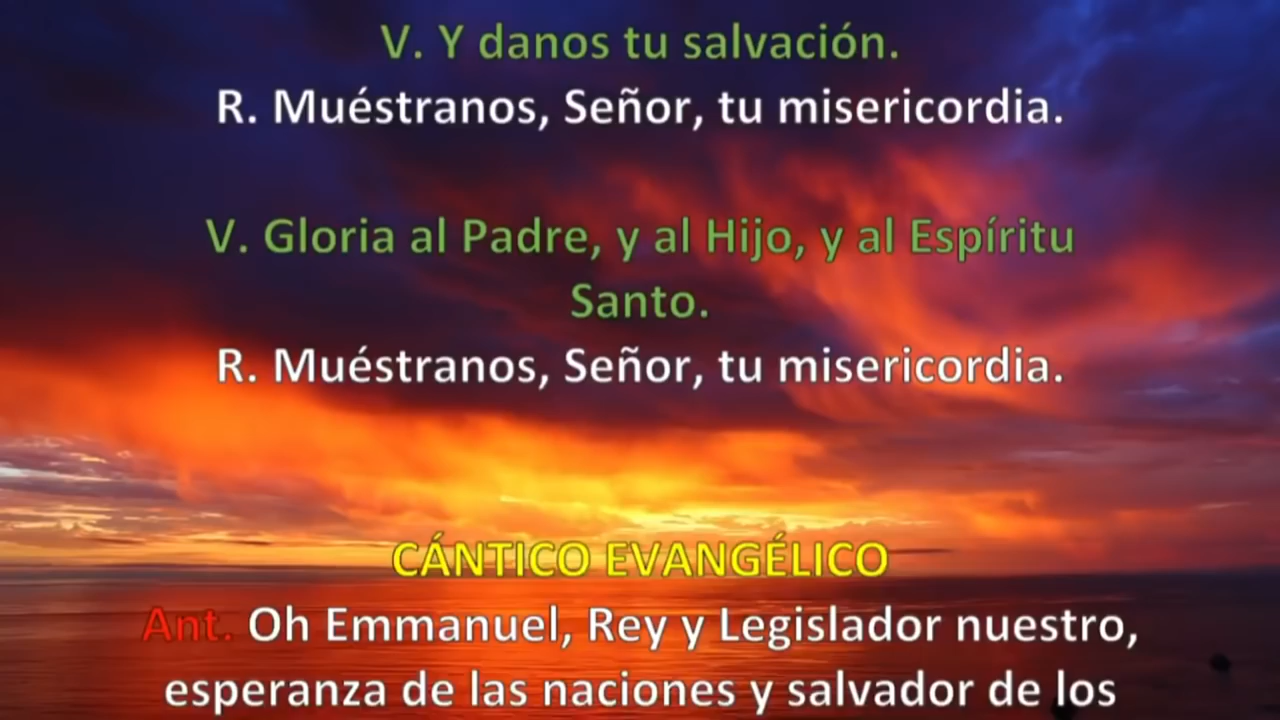 V. Y danos tu salvación.
R. Muéstranos, Señor, tu misericordia.
V. Gloria al Padre, y al Hijo, y al Espíritu
Santo.
R. Muéstranos, Señor, tu misericordia.
CÁNTICO EVANGÉLICO
Ant. Oh Emmanuel, Rey y Legislador nuestro,
esperanza de las naciones y salvador de los